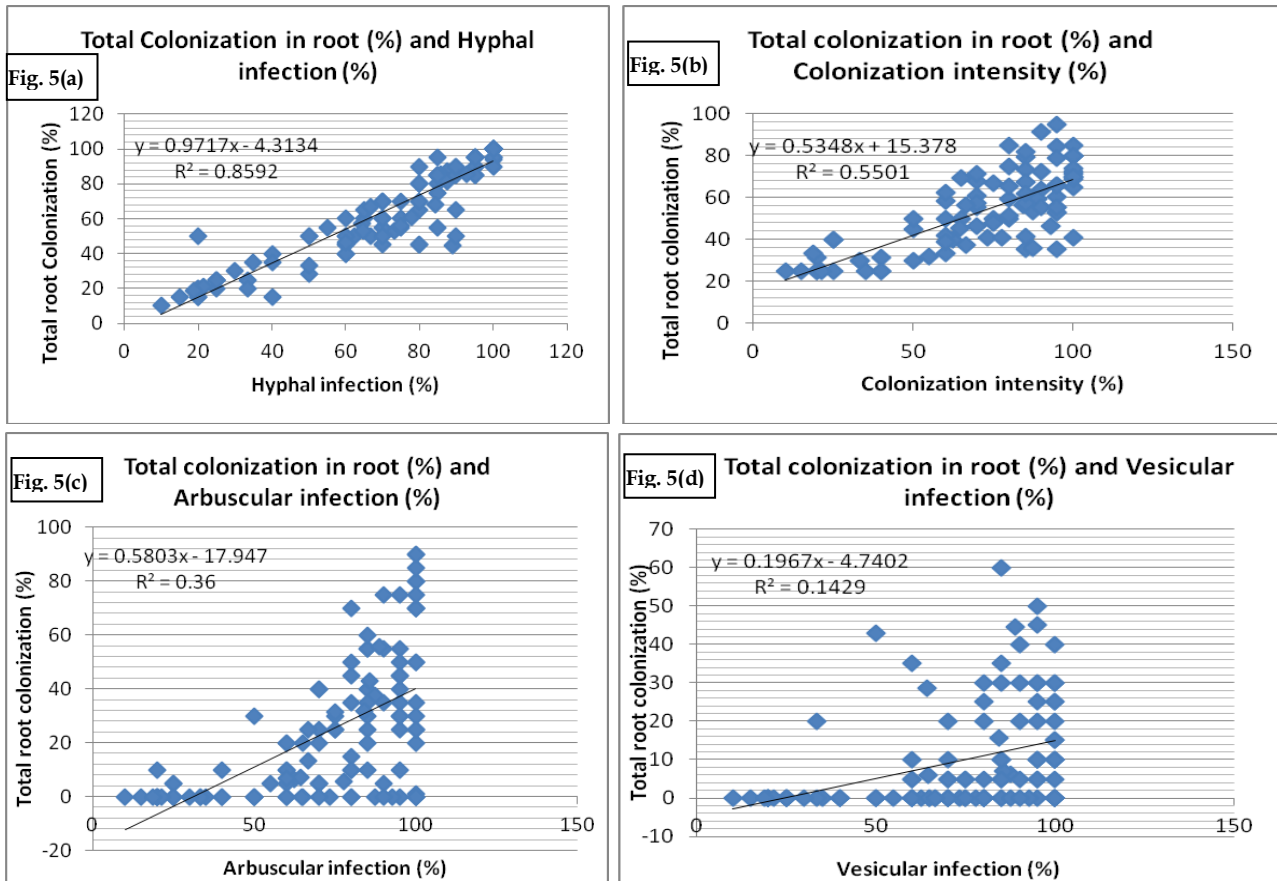 Fig. 5(a)
Total Colonization in root (%) and Hyphal
infection (%)
Total root Colonization (%)
120
100
80
60
40
20
0
y = 0.9717x - 4.3134
R² = 0.8592
0 20 40 60 80 100 120
Hyphal infection (%)
Fig. 5(b)
Total colonization in root (%) and
Colonization intensity (%)
Total root colonization (%)
100
80
60
40
20
0
y = 0.5348x + 15.378
R² = 0.5501
0 50 100 150
Colonization intensity (%)
Fig. 5(c)
Total colonization in root (%) and
Arbuscular infection (%)
Total root colonization (%)
100
80
60
40
20
0
-20
y = 0.5803x - 17.947
R² = 0.36
0 50 100 150
Arbuscular infection (%)
Fig. 5(d)
Total colonization in root (%) and Vesicular
infection (%)
Total root colonization (%)
70
60
50
40
30
20
10
0
-10
y = 0.1967x - 4.7402
R² = 0.1429
0 50 100 150
Vesicular infection (%)